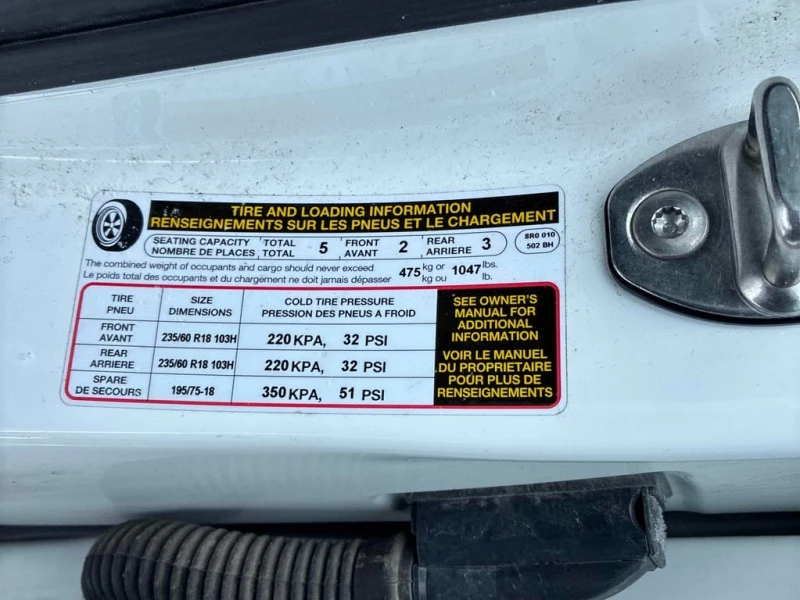 TIRE AND LOADING INFORMATION
RENSEIGNEMENTS SUR LES PNEUS ET LE CHARGEMENT
SEATING CAPACITY TOTAL 5 FRONT 2 REAR 3
NOMBRE DE PLACES TOTAL AVANT ARRIERE
8R0 010
502 BH
The combined weight of occupants and cargo should never exceed 475 kg or 1047 lbs.
Le poids total des occupants et du chargement ne doit jamais dépasser kg ou lb.
TIRE SIZE COLD TIRE PRESSURE
PNEU DIMENSIONS PRESSION DES PNEUS A FROID
FRONT
AVANT 235/60 R18 103H 220 KPA, 32 PSI
REAR
ARRIERE 235/60 R18 103H 220 KPA, 32 PSI
SPARE
DE SECOURS 195/75-18 350 KPA, 51 PSI
SEE OWNER'S
MANUAL FOR
ADDITIONAL
INFORMATION
VOIR LE MANUEL
DU PROPRIETAIRE
POUR PLUS DE
RENSEIGNEMENTS